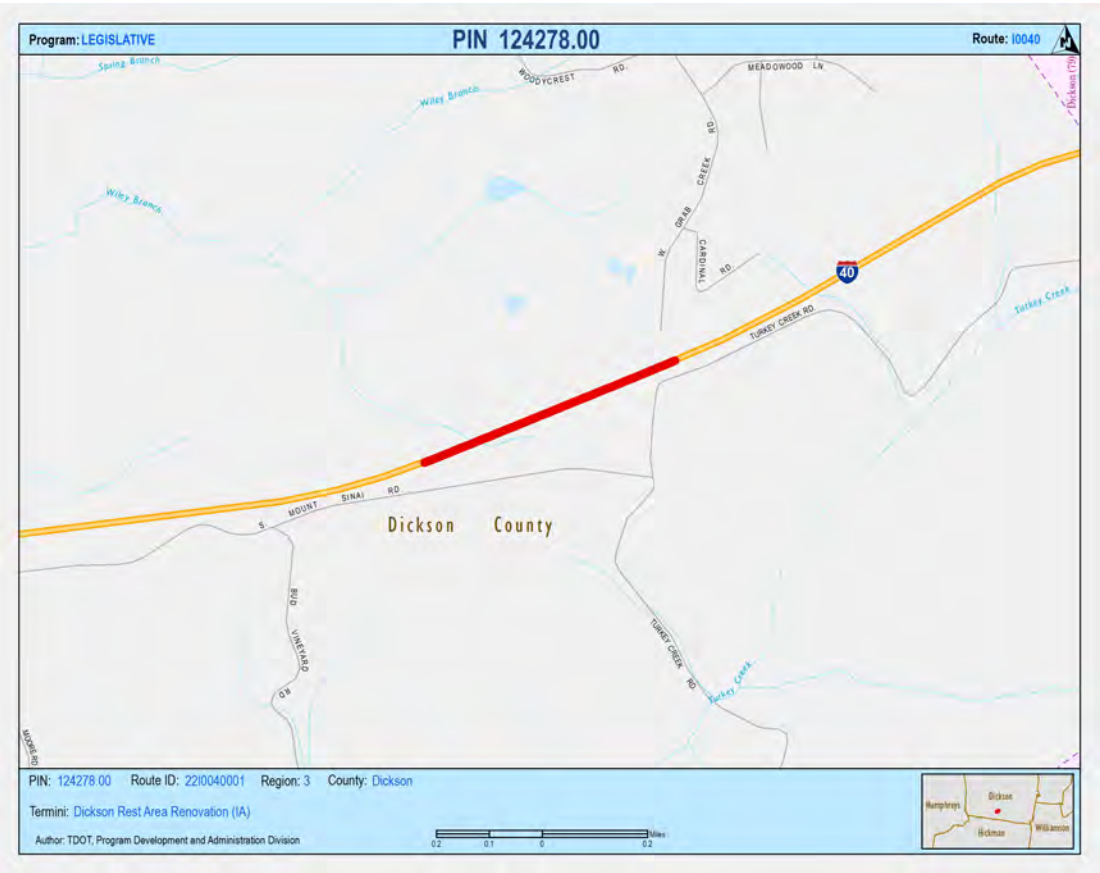 Program: LEGISLATIVE
PIN 124278.00
Route: I0040
N
Spring Branch
WOODYCREST RD.
MEADOWOOD LN
Dickson (79)
Wiley Branch
RD
W. GRAB CREEK
Wiley Branch
CARDINAL RD.
40
Turkey Creek
TURKEY CREEK RD.
S. MOUNT SINAI RD
Dickson County
BUD VINEYARD RD
TURKEY CREEK RD.
Turkey Creek
MOORE RD
PIN: 124278.00 Route ID: 22I0040001 Region: 3 County: Dickson
Termini: Dickson Rest Area Renovation (IA)
Author: TDOT, Program Development and Administration Division
0.2 0.1 0 0.2 Miles
Humphreys
Dickson
Hickman
Williamson